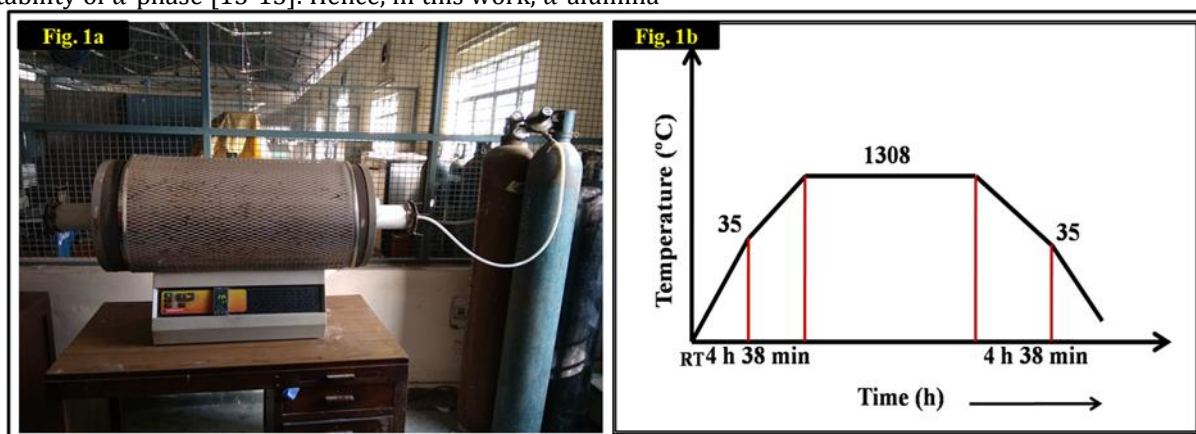 tability of α-phase [13-15]. Hence, in this work, α-alumina
Fig. 1a
Fig. 1b
Temperature (°C)
1308
35
35
RT 4 h 38 min
4 h 38 min
Time (h)